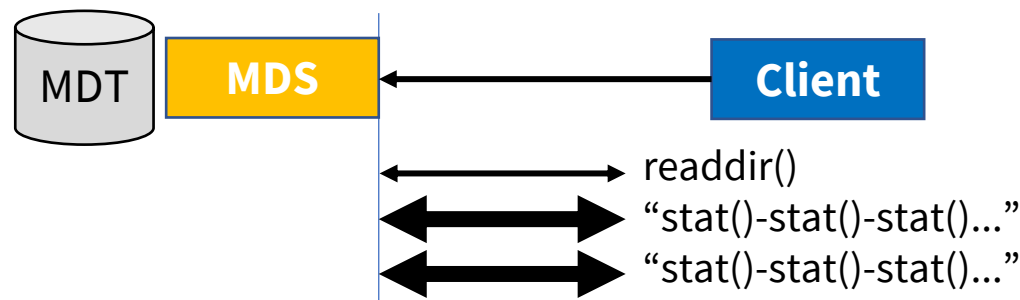 MDT
MDS
Client
readdir()
“stat()-stat()-stat()...”
“stat()-stat()-stat()...”